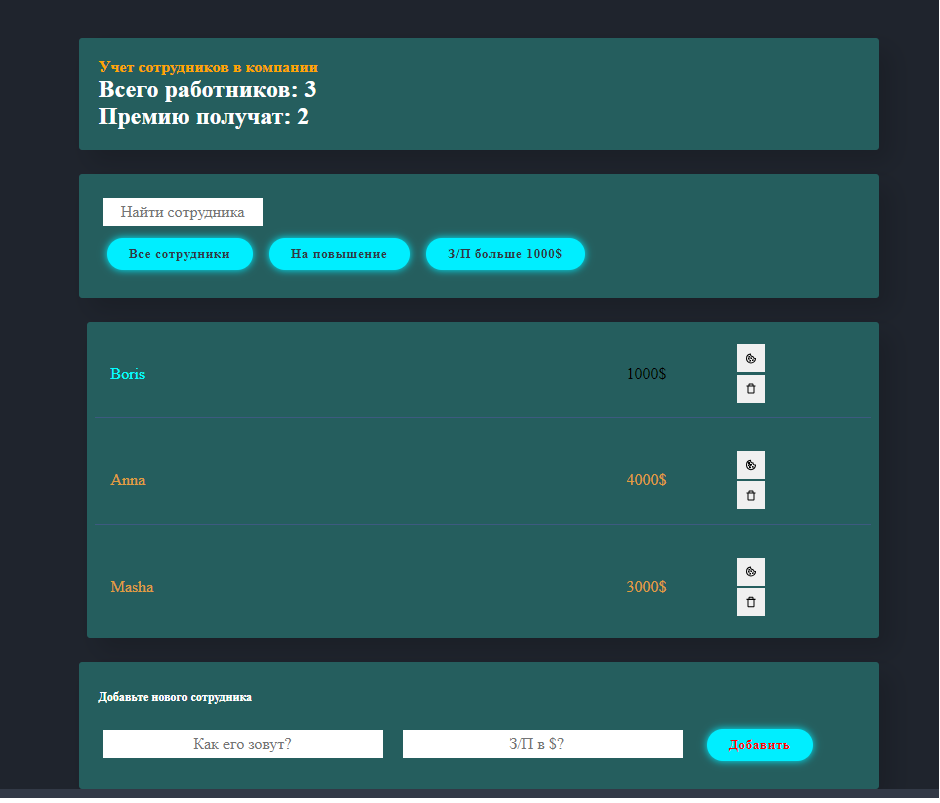 Учет сотрудников в компании
Всего работников: 3
Премию получат: 2
Найти сотрудника
Все сотрудники На повышение З/П больше 1000$
Boris 1000$
Anna 4000$
Masha 3000$
Добавьте нового сотрудника
Как его зовут? З/П в $? Добавить